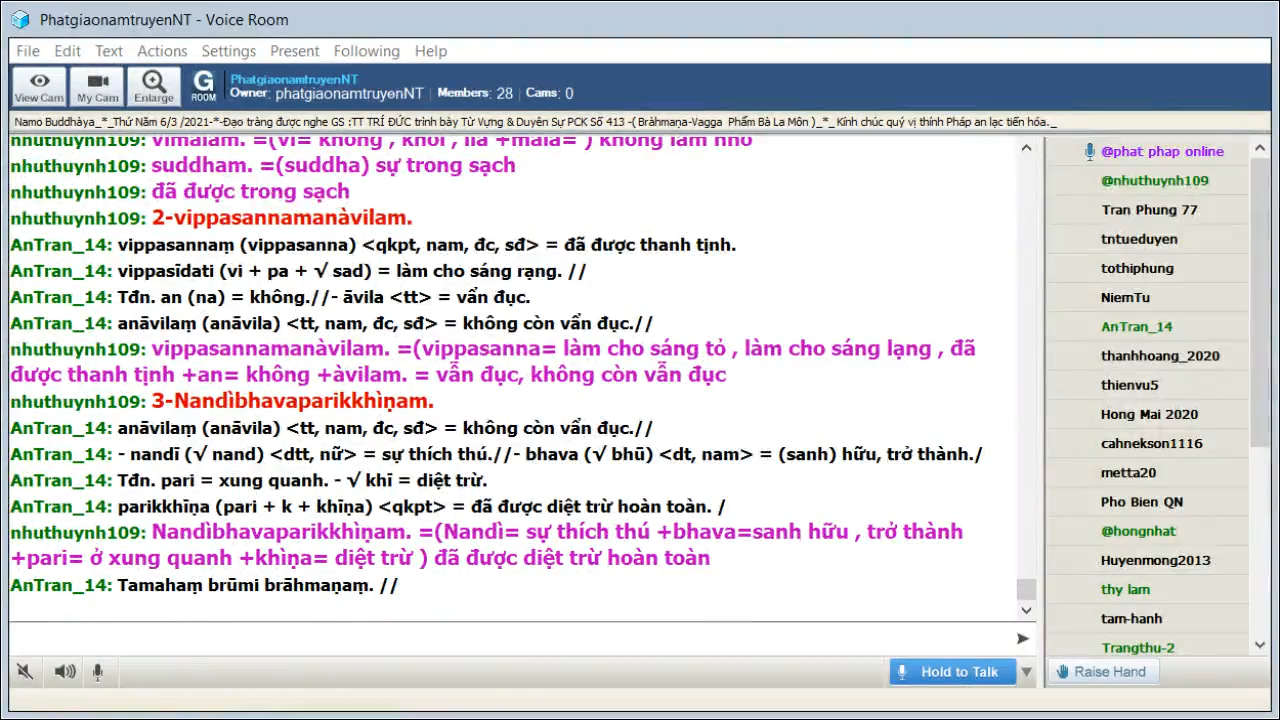 PhatgiaonamtruyenNT - Voice Room
File Edit Text Actions Settings Present Following Help
View Cam
My Cam
Enlarge
G ROOM
PhatgiaonamtruyenNT
Owner: phatgiaonamtruyenNT | Members: 28 | Cams: 0
Namo Buddhàya_*_Thứ Năm 6/3 /2021-*-Đạo tràng được nghe GS :TT TRÍ ĐỨC trình bày Từ Vựng & Duyên Sự PCK Số 413 -( Bràhmaṇa-Vagga Phẩm Bà La Môn )_*_ Kính chúc quý vị thính Pháp an lạc tiến hóa._
nhuthuynh109: vimalam. =(vi= không , khỏi , lìa +mala= ) không làm nhơ
nhuthuynh109: suddham. =(suddha) sự trong sạch
nhuthuynh109: đã được trong sạch
nhuthuynh109: 2-vippasannamanàvilam.
AnTran_14: vippasannaṃ (vippasanna) <qkpt, nam, đc, sđ> = đã được thanh tịnh.
AnTran_14: vippasīdati (vi + pa + √ sad) = làm cho sáng rạng. //
AnTran_14: Tđn. an (na) = không.//- āvila <tt> = vẩn đục.
AnTran_14: anāvilaṃ (anāvila) <tt, nam, đc, sđ> = không còn vẩn đục.//
nhuthuynh109: vippasannamanàvilam. =(vippasanna= làm cho sáng tỏ , làm cho sáng lạng , đã
được thanh tịnh +an= không +àvilam. = vẫn đục, không còn vẫn đục
nhuthuynh109: 3-Nandìbhavaparikkhìṇam.
AnTran_14: anāvilaṃ (anāvila) <tt, nam, đc, sđ> = không còn vẩn đục.//
AnTran_14: - nandī (√ nand) <dtt, nữ> = sự thích thú.//- bhava (√ bhū) <dt, nam> = (sanh) hữu, trở thành./
AnTran_14: Tđn. pari = xung quanh. - √ khī = diệt trừ.
AnTran_14: parikkhīṇa (pari + k + khīṇa) <qkpt> = đã được diệt trừ hoàn toàn. /
nhuthuynh109: Nandìbhavaparikkhìṇam. =(Nandì= sự thích thú +bhava=sanh hữu , trở thành
+pari= ở xung quanh +khìṇa= diệt trừ ) đã được diệt trừ hoàn toàn
AnTran_14: Tamahaṃ brūmi brāhmaṇaṃ. //
Hold to Talk
@phat phap online
@nhuthuynh109
Tran Phung 77
tntueduyen
tothiphung
NiemTu
AnTran_14
thanhhoang_2020
thienvu5
Hong Mai 2020
cahnekson1116
metta20
Pho Bien QN
@hongnhat
Huyenmong2013
thy lam
tam-hanh
Trangthu-2
Raise Hand